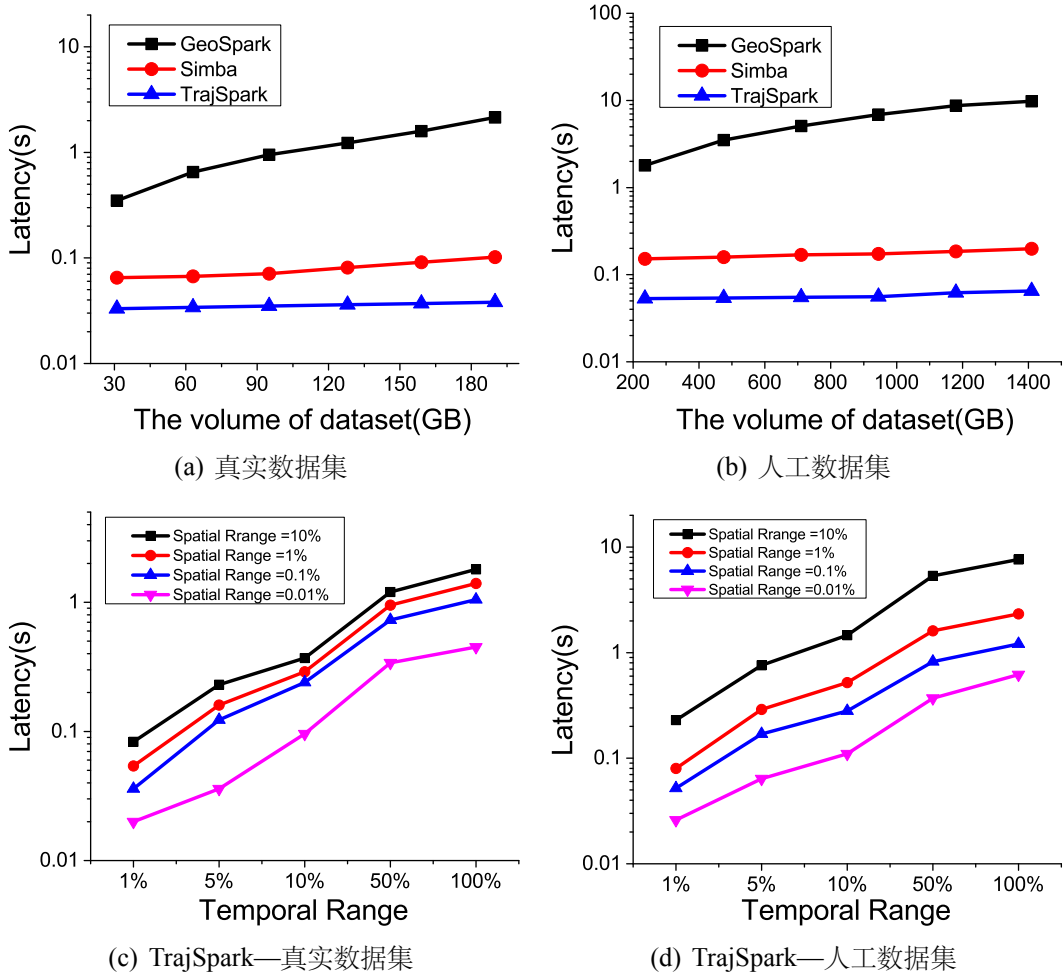 GeoSpark
Simba
TrajSpark
10
1
0.1
0.01
Latency(s)
30 60 90 120 150 180
The volume of dataset(GB)
(a) 真实数据集
GeoSpark
Simba
TrajSpark
100
10
1
0.1
0.01
Latency(s)
200 400 600 800 1000 1200 1400
The volume of dataset(GB)
(b) 人工数据集
Spatial Rrange =10%
Spatial Range =1%
Spatial Range =0.1%
Spatial Range =0.01%
1
0.1
0.01
Latency(s)
1% 5% 10% 50% 100%
Temporal Range
(c) TrajSpark—真实数据集
Spatial Rrange =10%
Spatial Range =1%
Spatial Range =0.1%
Spatial Range =0.01%
10
1
0.1
0.01
Latency(s)
1% 5% 10% 50% 100%
Temporal Range
(d) TrajSpark—人工数据集